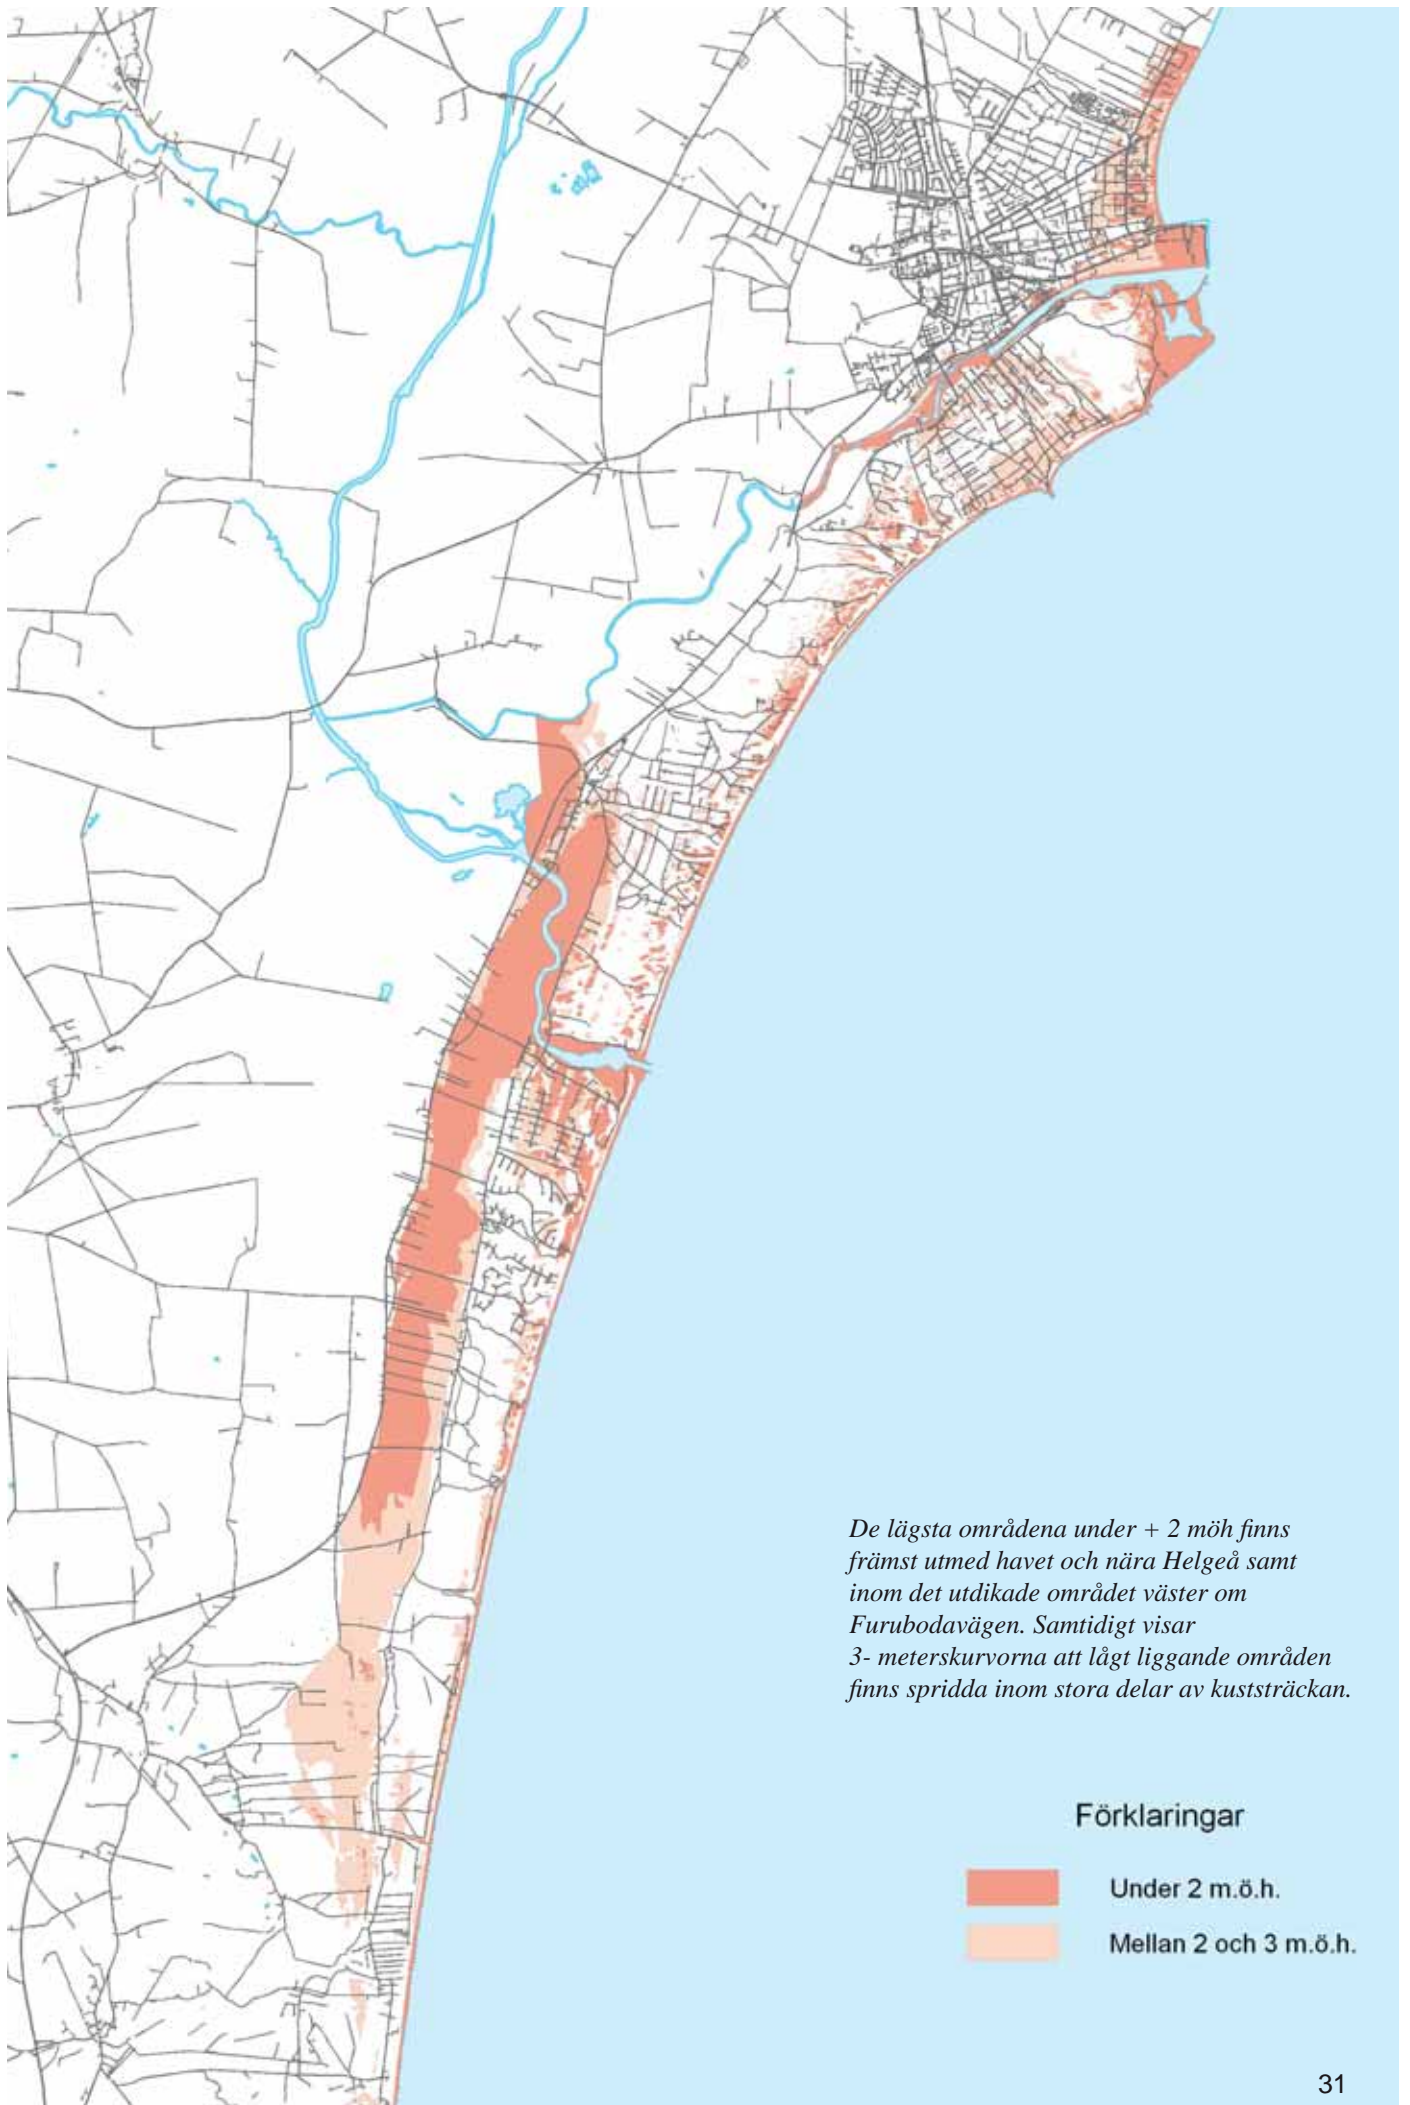 De lägsta områdena under + 2 möh finns
främst utmed havet och nära Helgeå samt
inom det utdikade området väster om
Furubodavägen. Samtidigt visar
3- meterskurvorna att lågt liggande områden
finns spridda inom stora delar av kuststräckan.
Förklaringar
Under 2 m.ö.h.
Mellan 2 och 3 m.ö.h.
31